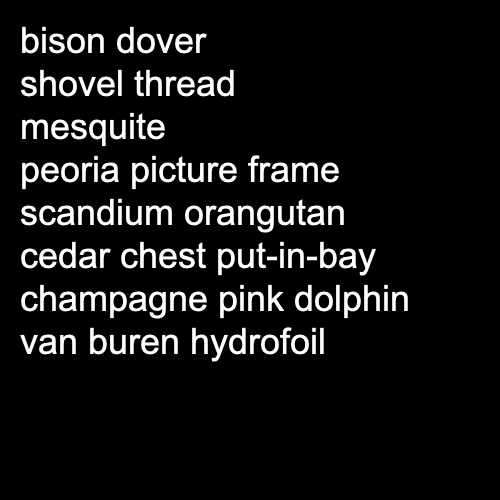 bison dover
shovel thread
mesquite
peoria picture frame
scandium orangutan
cedar chest put-in-bay
champagne pink dolphin
van buren hydrofoil